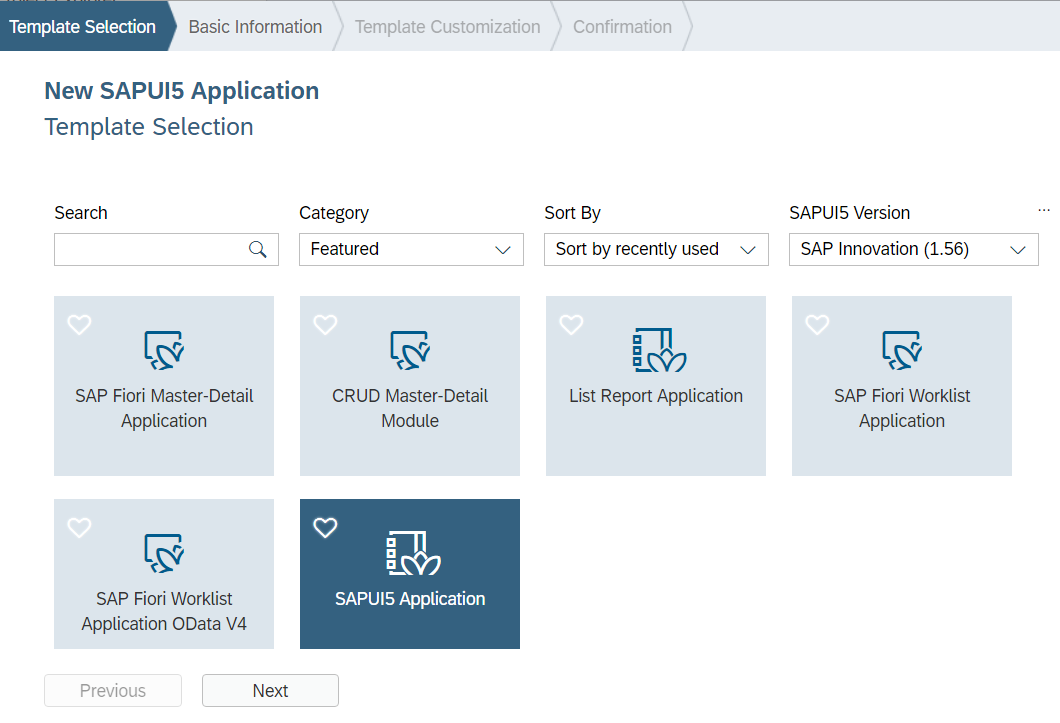 Template Selection
Basic Information
Template Customization
Confirmation
New SAPUI5 Application
Template Selection
Search
Category
Sort By
SAPUI5 Version
...
Featured
Sort by recently used
SAP Innovation (1.56)
SAP Fiori Master-Detail
Application
CRUD Master-Detail
Module
List Report Application
SAP Fiori Worklist
Application
SAP Fiori Worklist
Application OData V4
SAPUI5 Application
Previous
Next